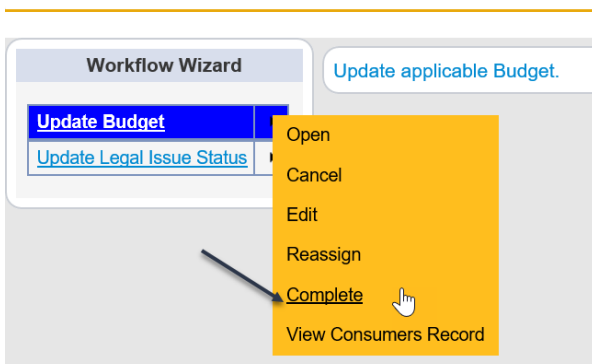 Workflow Wizard
Update applicable Budget.
Update Budget
Update Legal Issue Status
Open
Cancel
Edit
Reassign
Complete
View Consumers Record